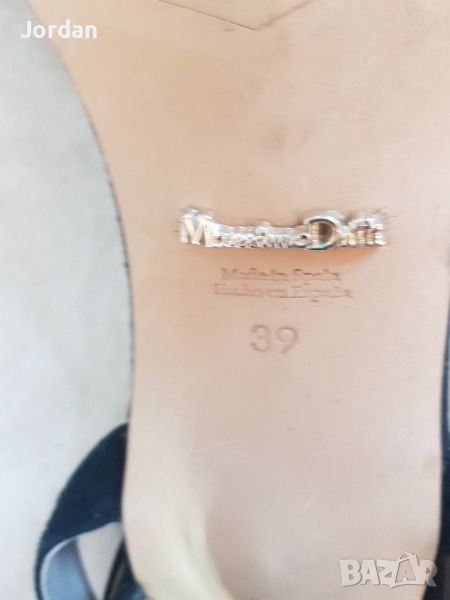 Jordan
Massimo Dutti
Made in Spain
Hecho en España
39
BAZAR